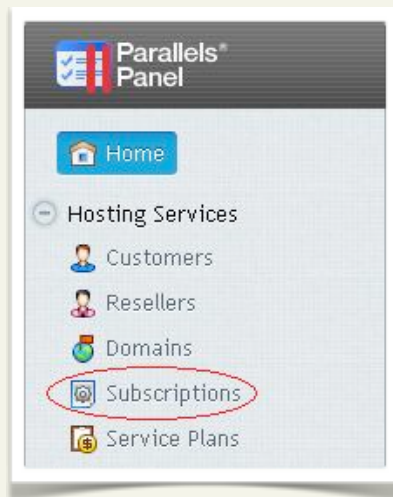 Parallels®
Panel
Home
Hosting Services
Customers
Resellers
Domains
Subscriptions
Service Plans